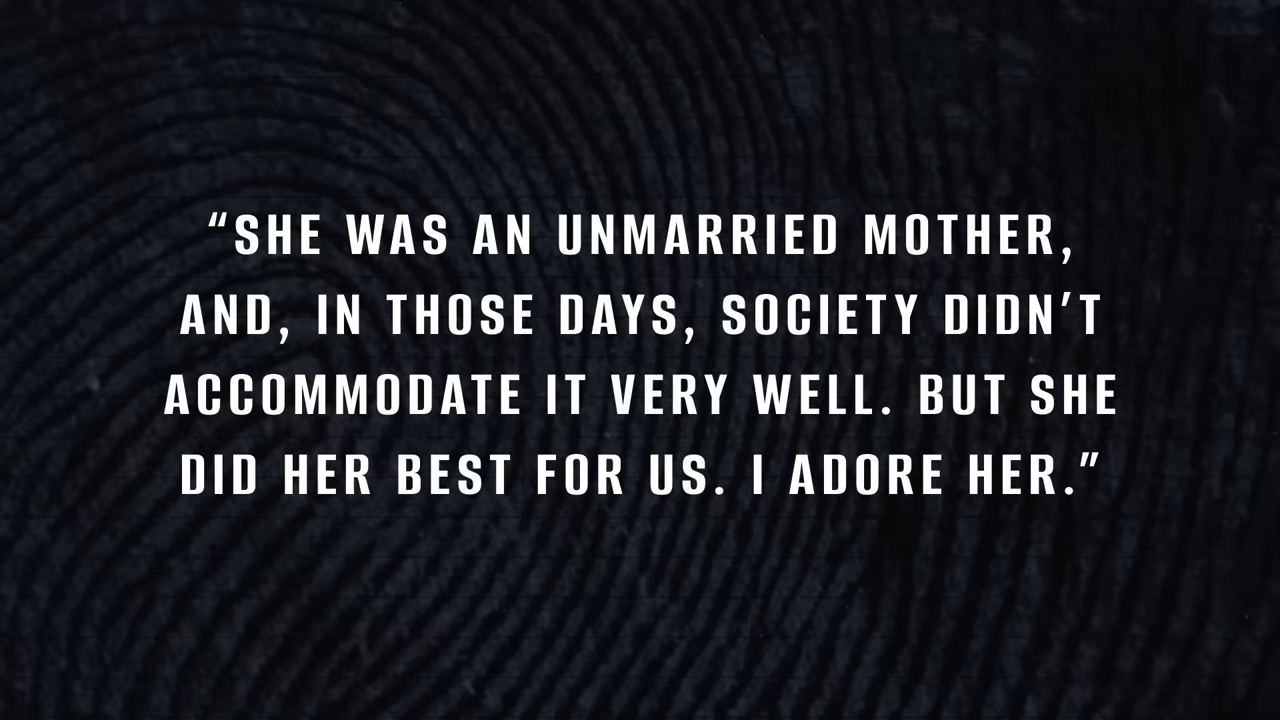 “SHE WAS AN UNMARRIED MOTHER,
AND, IN THOSE DAYS, SOCIETY DIDN’T
ACCOMMODATE IT VERY WELL. BUT SHE
DID HER BEST FOR US. I ADORE HER.”